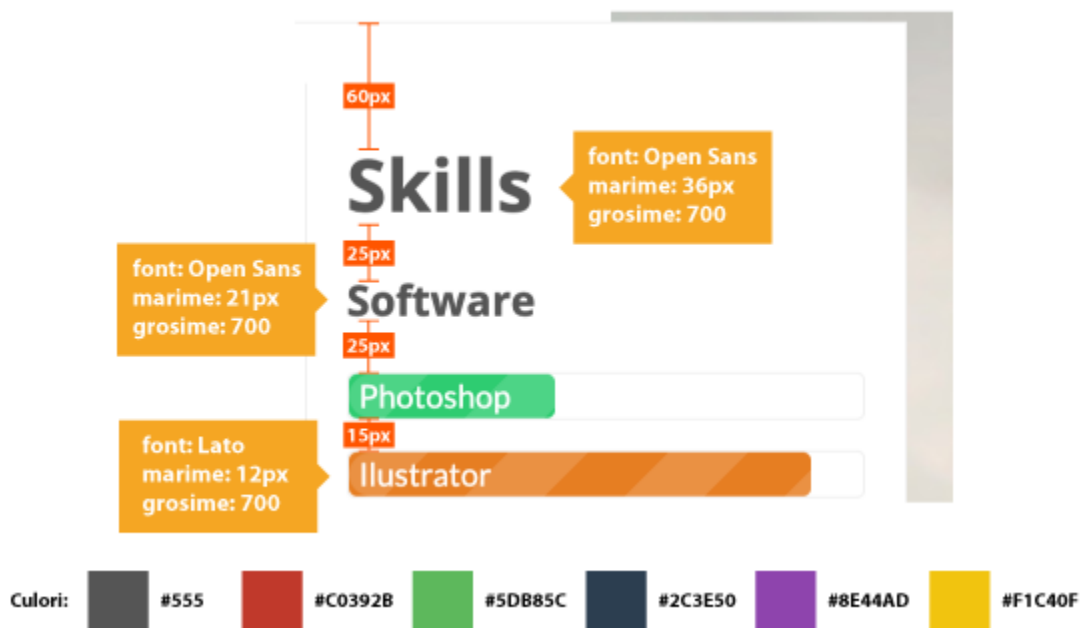 60px
Skills
font: Open Sans
marime: 36px
grosime: 700
25px
font: Open Sans
marime: 21px
grosime: 700
Software
25px
Photoshop
15px
font: Lato
marime: 12px
grosime: 700
Ilustrator
Culori: #555 #C0392B #5DB85C #2C3E50 #8E44AD #F1C40F